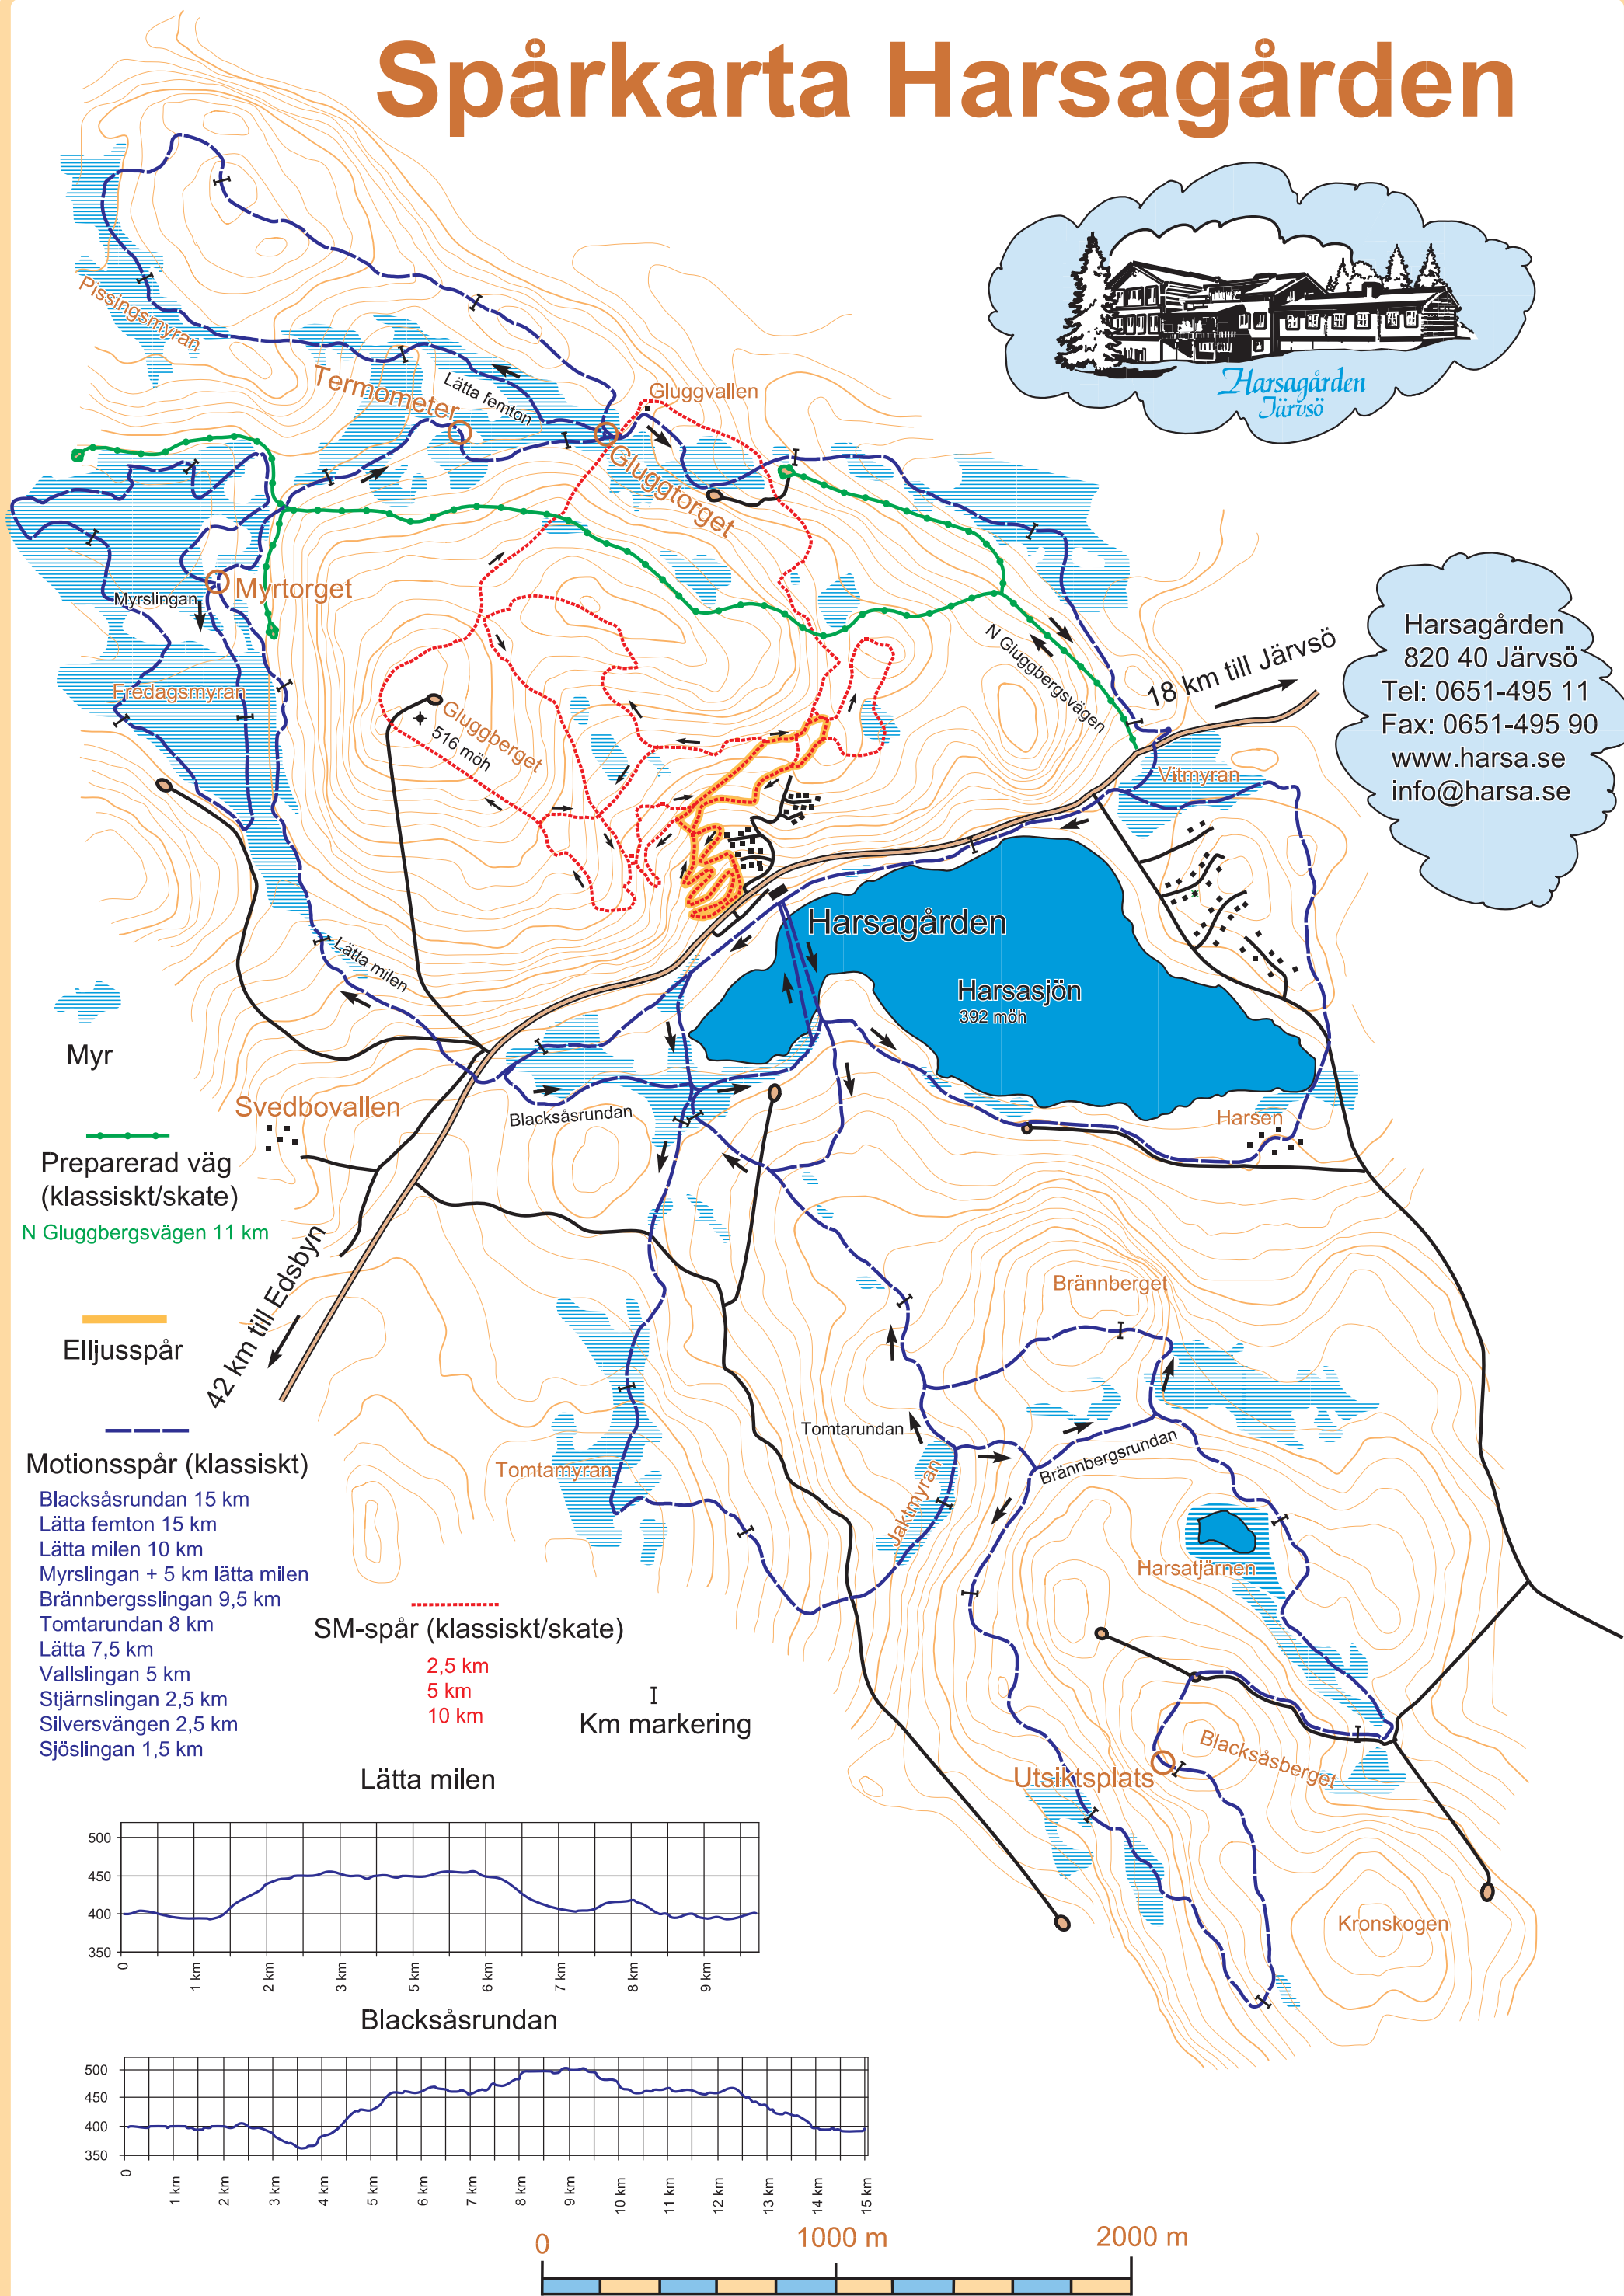 Spårkarta Harsagården
Harsagården
Järvsö
Pissingsmyran
Termometer
Lätta femton
Gluggvallen
Gluggtorget
Myrtorget
Myrslingan
Fredagsmyran
Gluggberget
516 möh
N Gluggbergsvägen
18 km till Järvsö
Vitmyran
Harsagården
820 40 Järvsö
Tel: 0651-495 11
Fax: 0651-495 90
www.harsa.se
info@harsa.se
Lätta milen
Harsagården
Harsasjön
392 möh
Myr
Svedbovallen
Blacksåsrundan
Harsen
Preparerad väg
(klassiskt/skate)
N Gluggbergsvägen 11 km
42 km till Edsbyn
Elljusspår
Brännberget
Tomtarundan
Brännbergsrundan
Tomtamyran
Jaktmyran
Harsatjärnen
Motionsspår (klassiskt)
Blacksåsrundan 15 km
Lätta femton 15 km
Lätta milen 10 km
Myrslingan + 5 km lätta milen
Brännbergsslingan 9,5 km
Tomtarundan 8 km
Lätta 7,5 km
Vallslingan 5 km
Stjärnslingan 2,5 km
Silversvängen 2,5 km
Sjöslingan 1,5 km
SM-spår (klassiskt/skate)
2,5 km
5 km
10 km
Km markering
Utsiktsplats
Blacksåsberget
Kronskogen
Lätta milen
500
450
400
350
0
1 km
2 km
3 km
5 km
6 km
7 km
8 km
9 km
Blacksåsrundan
500
450
400
350
0
1 km
2 km
3 km
4 km
5 km
6 km
7 km
8 km
9 km
10 km
11 km
12 km
13 km
14 km
15 km
0
1000 m
2000 m